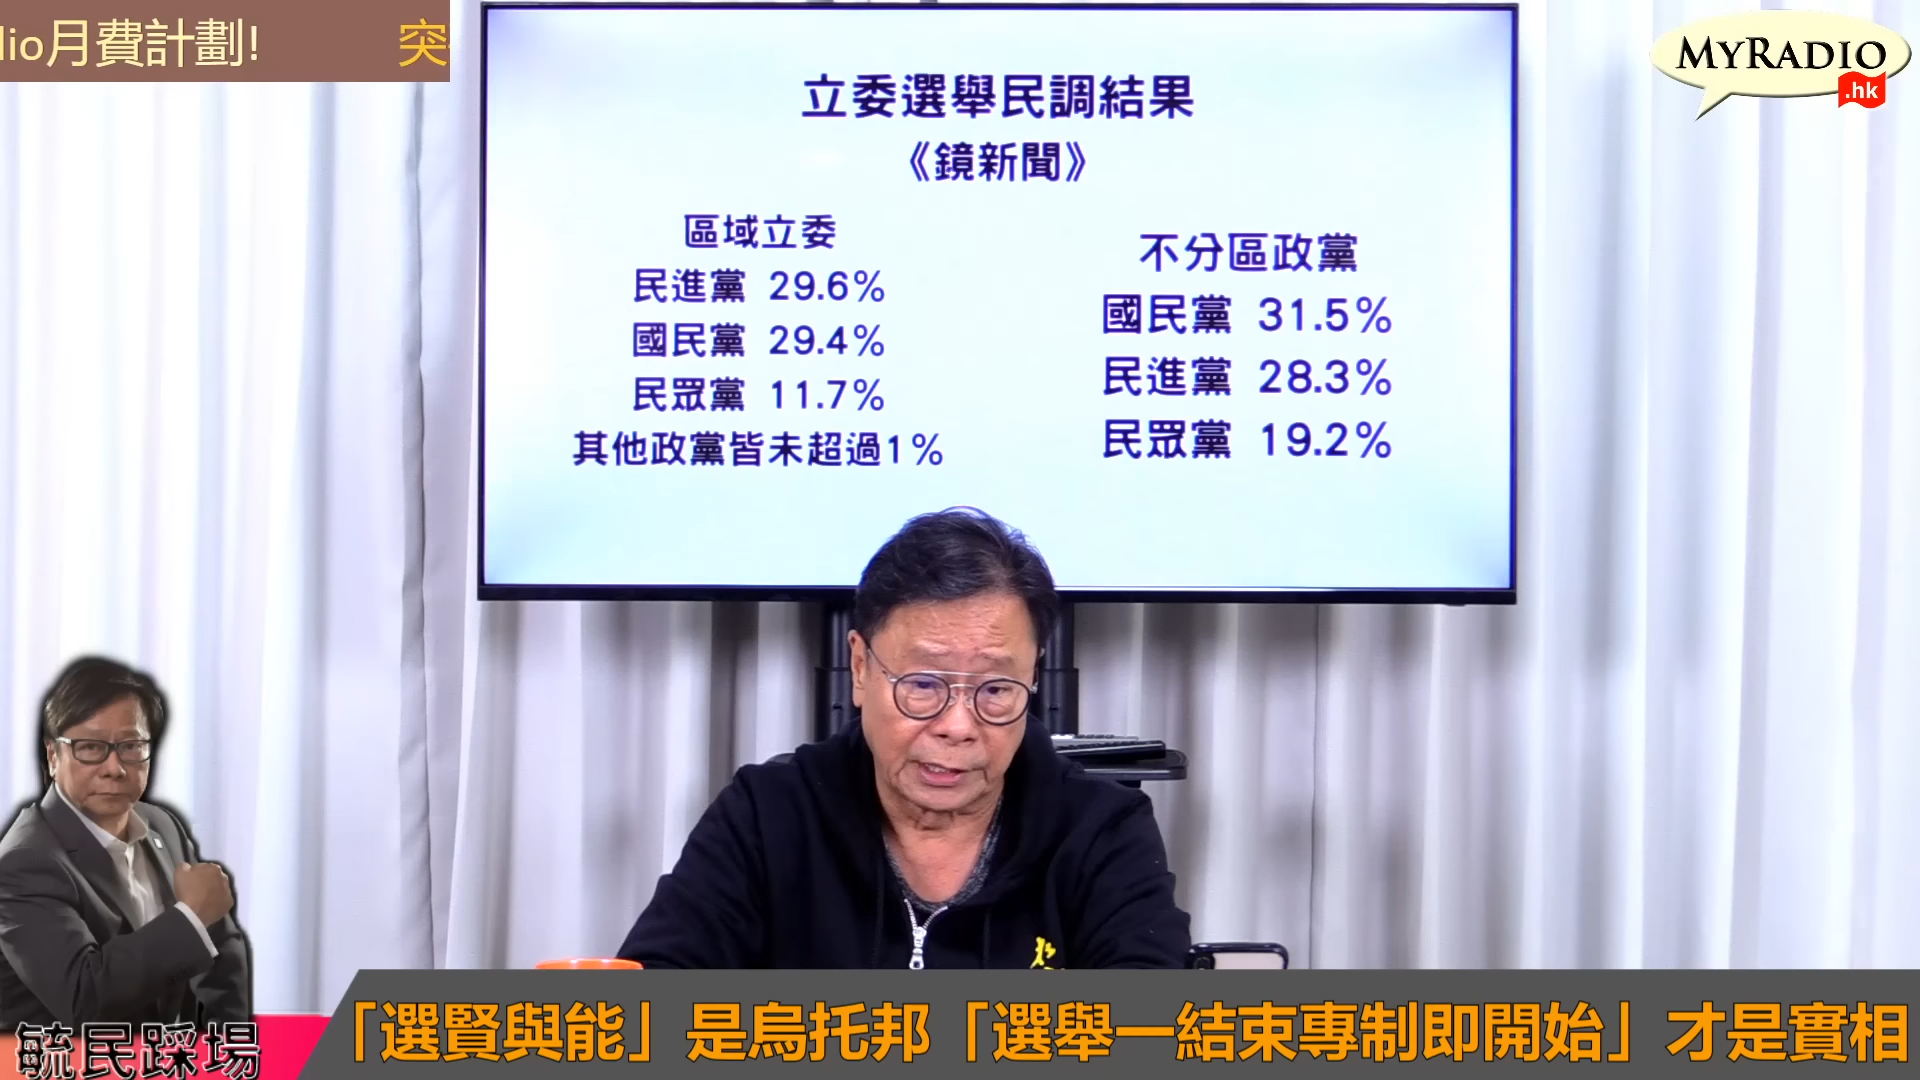 dio月費計劃!
突
MYRADIO
.hk
立委選舉民調結果
《鏡新聞》
區域立委
民進黨 29.6%
國民黨 29.4%
民眾黨 11.7%
其他政黨皆未超過1%
不分區政黨
國民黨 31.5%
民進黨 28.3%
民眾黨 19.2%
毓民踩場
「選賢與能」是烏托邦「選舉一結束專制即開始」才是實相